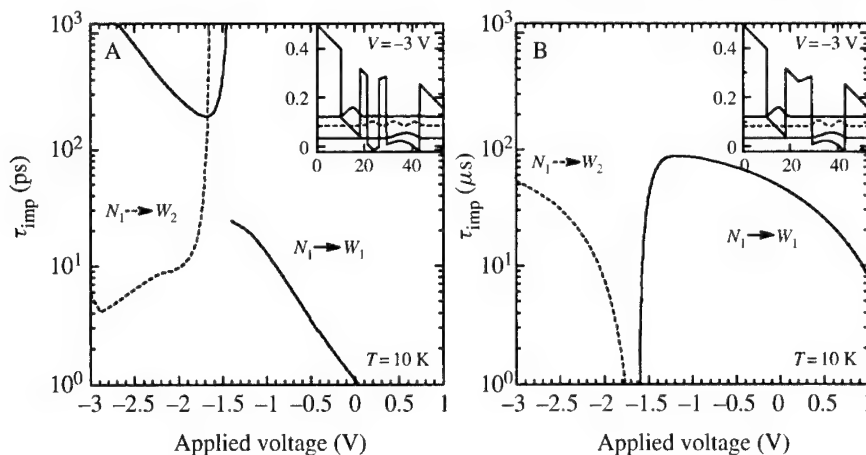 A
V = −3 V
0.4
0.2
0
0 20 40
10³
10²
10¹
10⁰
τimp (ps)
N₁ → W₂
N₁ → W₁
T = 10 K
−3 −2.5 −2 −1.5 −1 −0.5 0 0.5 1
Applied voltage (V)
B
V = −3 V
0.4
0.2
0
0 20 40
10³
10²
10¹
10⁰
τimp (μs)
N₁ → W₂
N₁ → W₁
T = 10 K
−3 −2.5 −2 −1.5 −1 −0.5 0 0.5 1
Applied voltage (V)